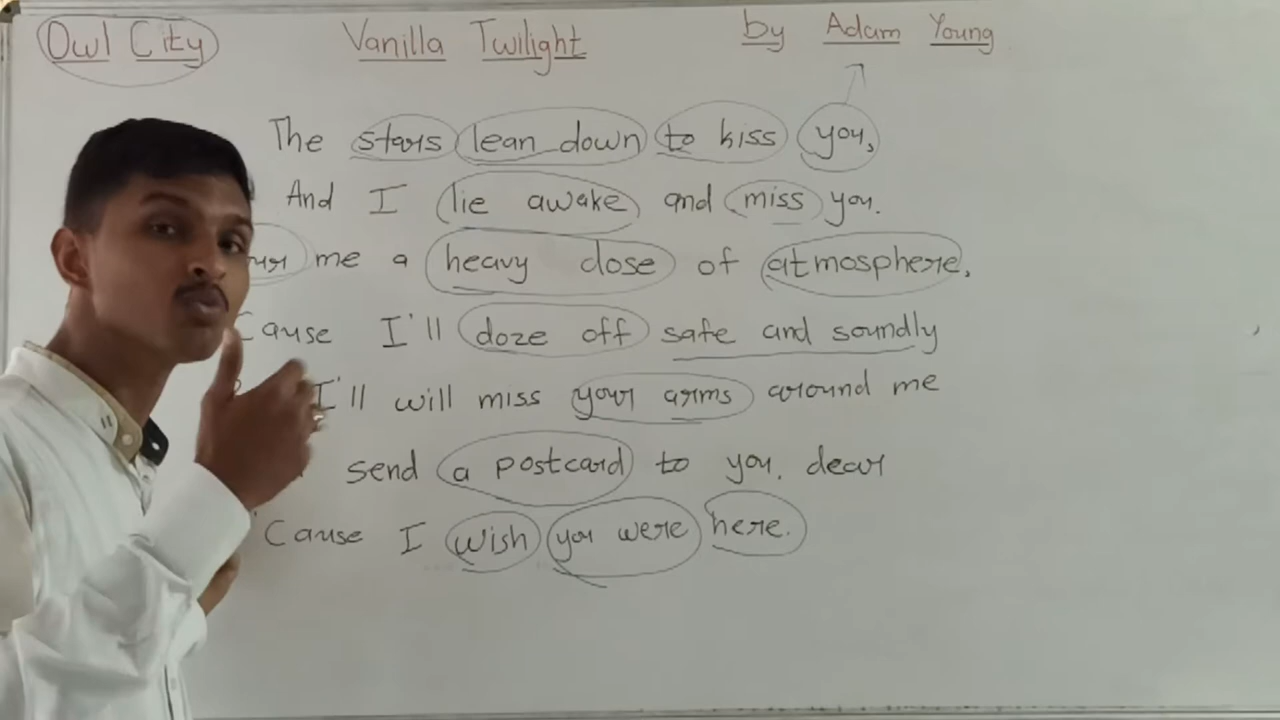 Owl City Vanilla Twilight by Adam Young
The stars lean down to kiss you,
And I lie awake and miss you.
me a heavy dose of atmosphere,
Cause I'll doze off safe and soundly
I'll will miss your arms around me
send a postcard to you, dear
'Cause I wish you were here.